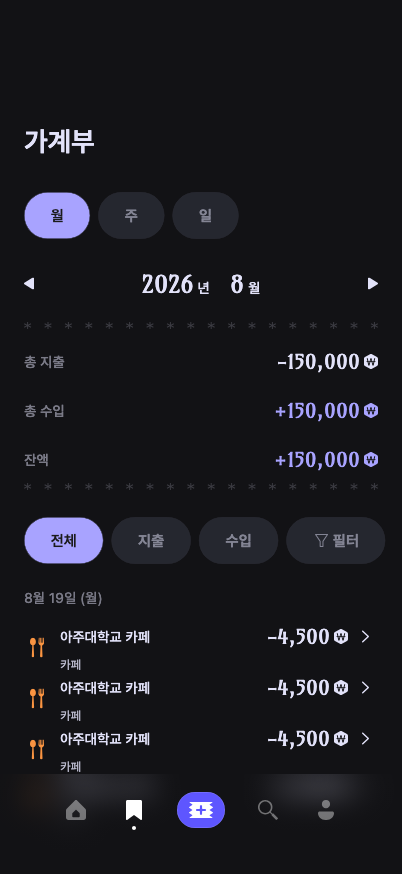 가계부
월 주 일
2026 년 8 월
총 지출 -150,000
총 수입 +150,000
잔액 +150,000
전체 지출 수입 필터
8월 19일 (월)
아주대학교 카페 -4,500
카페
아주대학교 카페 -4,500
카페
아주대학교 카페 -4,500
카페